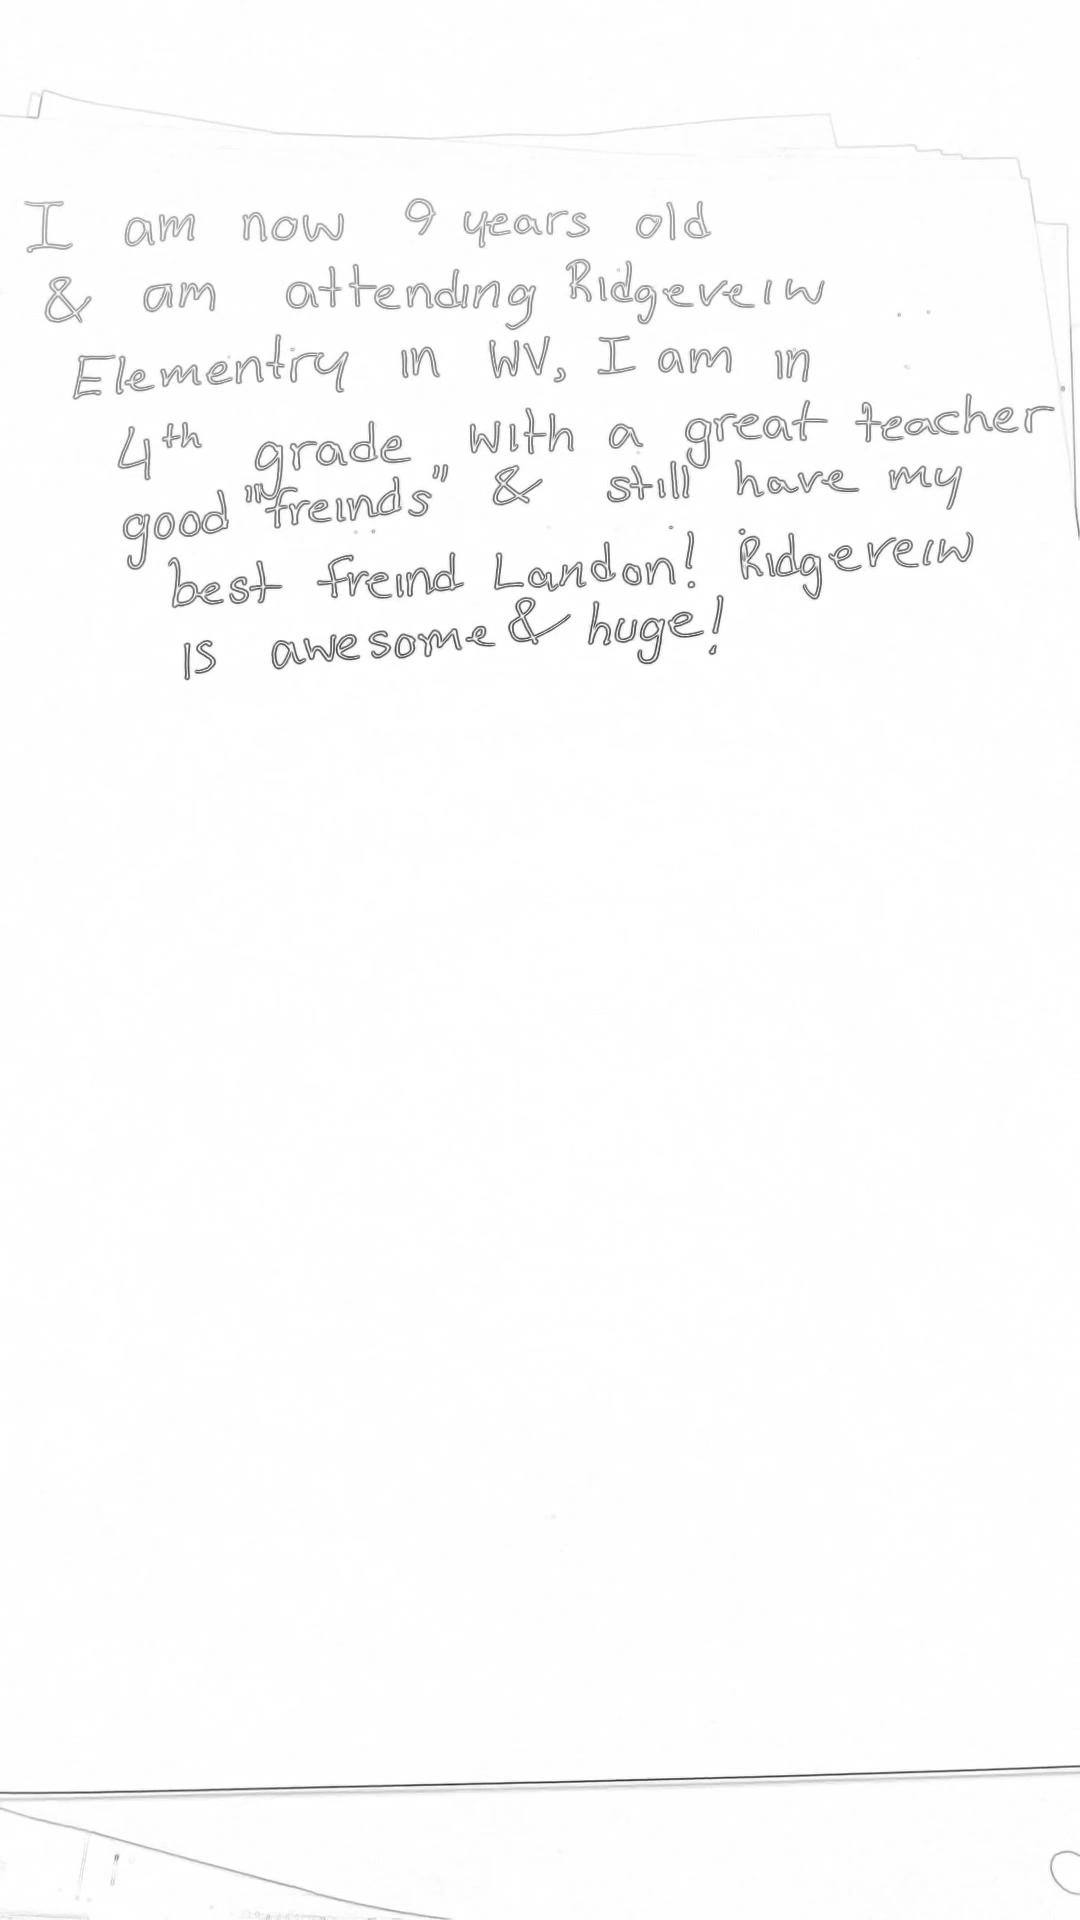 I am now 9 years old
& am attending Ridgeveiw
Elementry in WV, I am in
4th grade with a great teacher
good "freinds" & still have my
best freind Landon! Ridgeveiw
is awesome & huge!